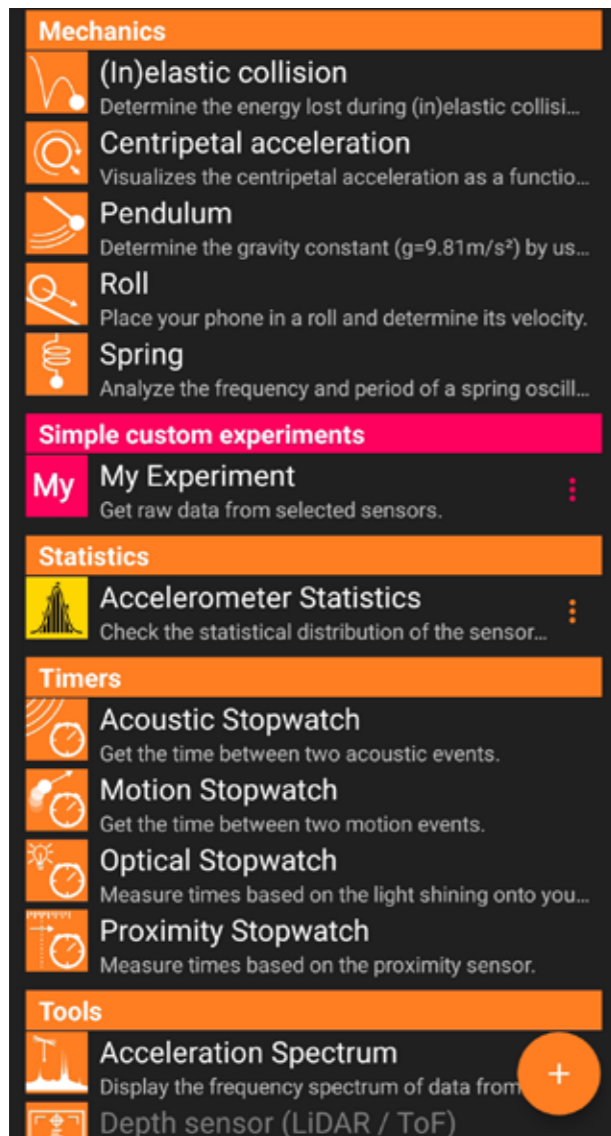 Mechanics
(In)elastic collision
Determine the energy lost during (in)elastic collisi...
Centripetal acceleration
Visualizes the centripetal acceleration as a functio...
Pendulum
Determine the gravity constant (g=9.81m/s²) by us...
Roll
Place your phone in a roll and determine its velocity.
Spring
Analyze the frequency and period of a spring oscill...
Simple custom experiments
My
My Experiment
Get raw data from selected sensors.
Statistics
Accelerometer Statistics
Check the statistical distribution of the sensor...
Timers
Acoustic Stopwatch
Get the time between two acoustic events.
Motion Stopwatch
Get the time between two motion events.
Optical Stopwatch
Measure times based on the light shining onto you...
Proximity Stopwatch
Measure times based on the proximity sensor.
Tools
Acceleration Spectrum
Display the frequency spectrum of data from
+
Depth sensor (LiDAR / ToF)